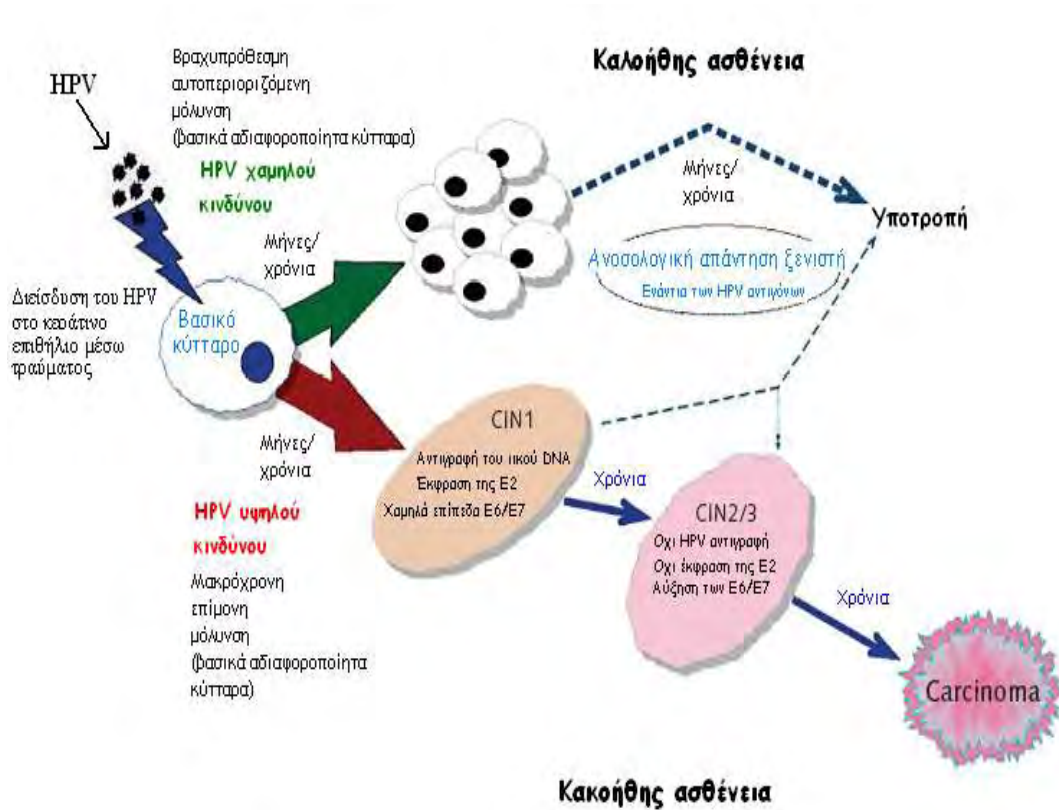 Καλοήθης ασθένεια
Βραχυπρόθεσμη
αυτοπεριοριζόμενη
μόλυνση
(βασικά αδιαφοροποίητα κύτταρα)
HPV
HPV χαμηλού
κινδύνου
Μήνες/
χρόνια
Μήνες/
χρόνια
Υποτροπή
Ανοσολογική απάντηση ξενιστή
Ενάντια των HPV αντιγόνων
Διείσδυση του HPV
στο κεράτινο
επιθήλιο μέσω
τραύματος
Βασικό
κύτταρο
Μήνες/
χρόνια
HPV υψηλού
κινδύνου
Μακρόχρονη
επίμονη
μόλυνση
(βασικά αδιαφοροποίητα
κύτταρα)
CIN1
Αντιγραφή του ιικού DNA
Έκφραση της E2
Χαμηλά επίπεδα E6/E7
Χρόνια
CIN2/3
Οχι HPV αντιγραφή
Οχι έκφραση της E2
Αύξηση των E6/E7
Χρόνια
Carcinoma
Κακοήθης ασθένεια